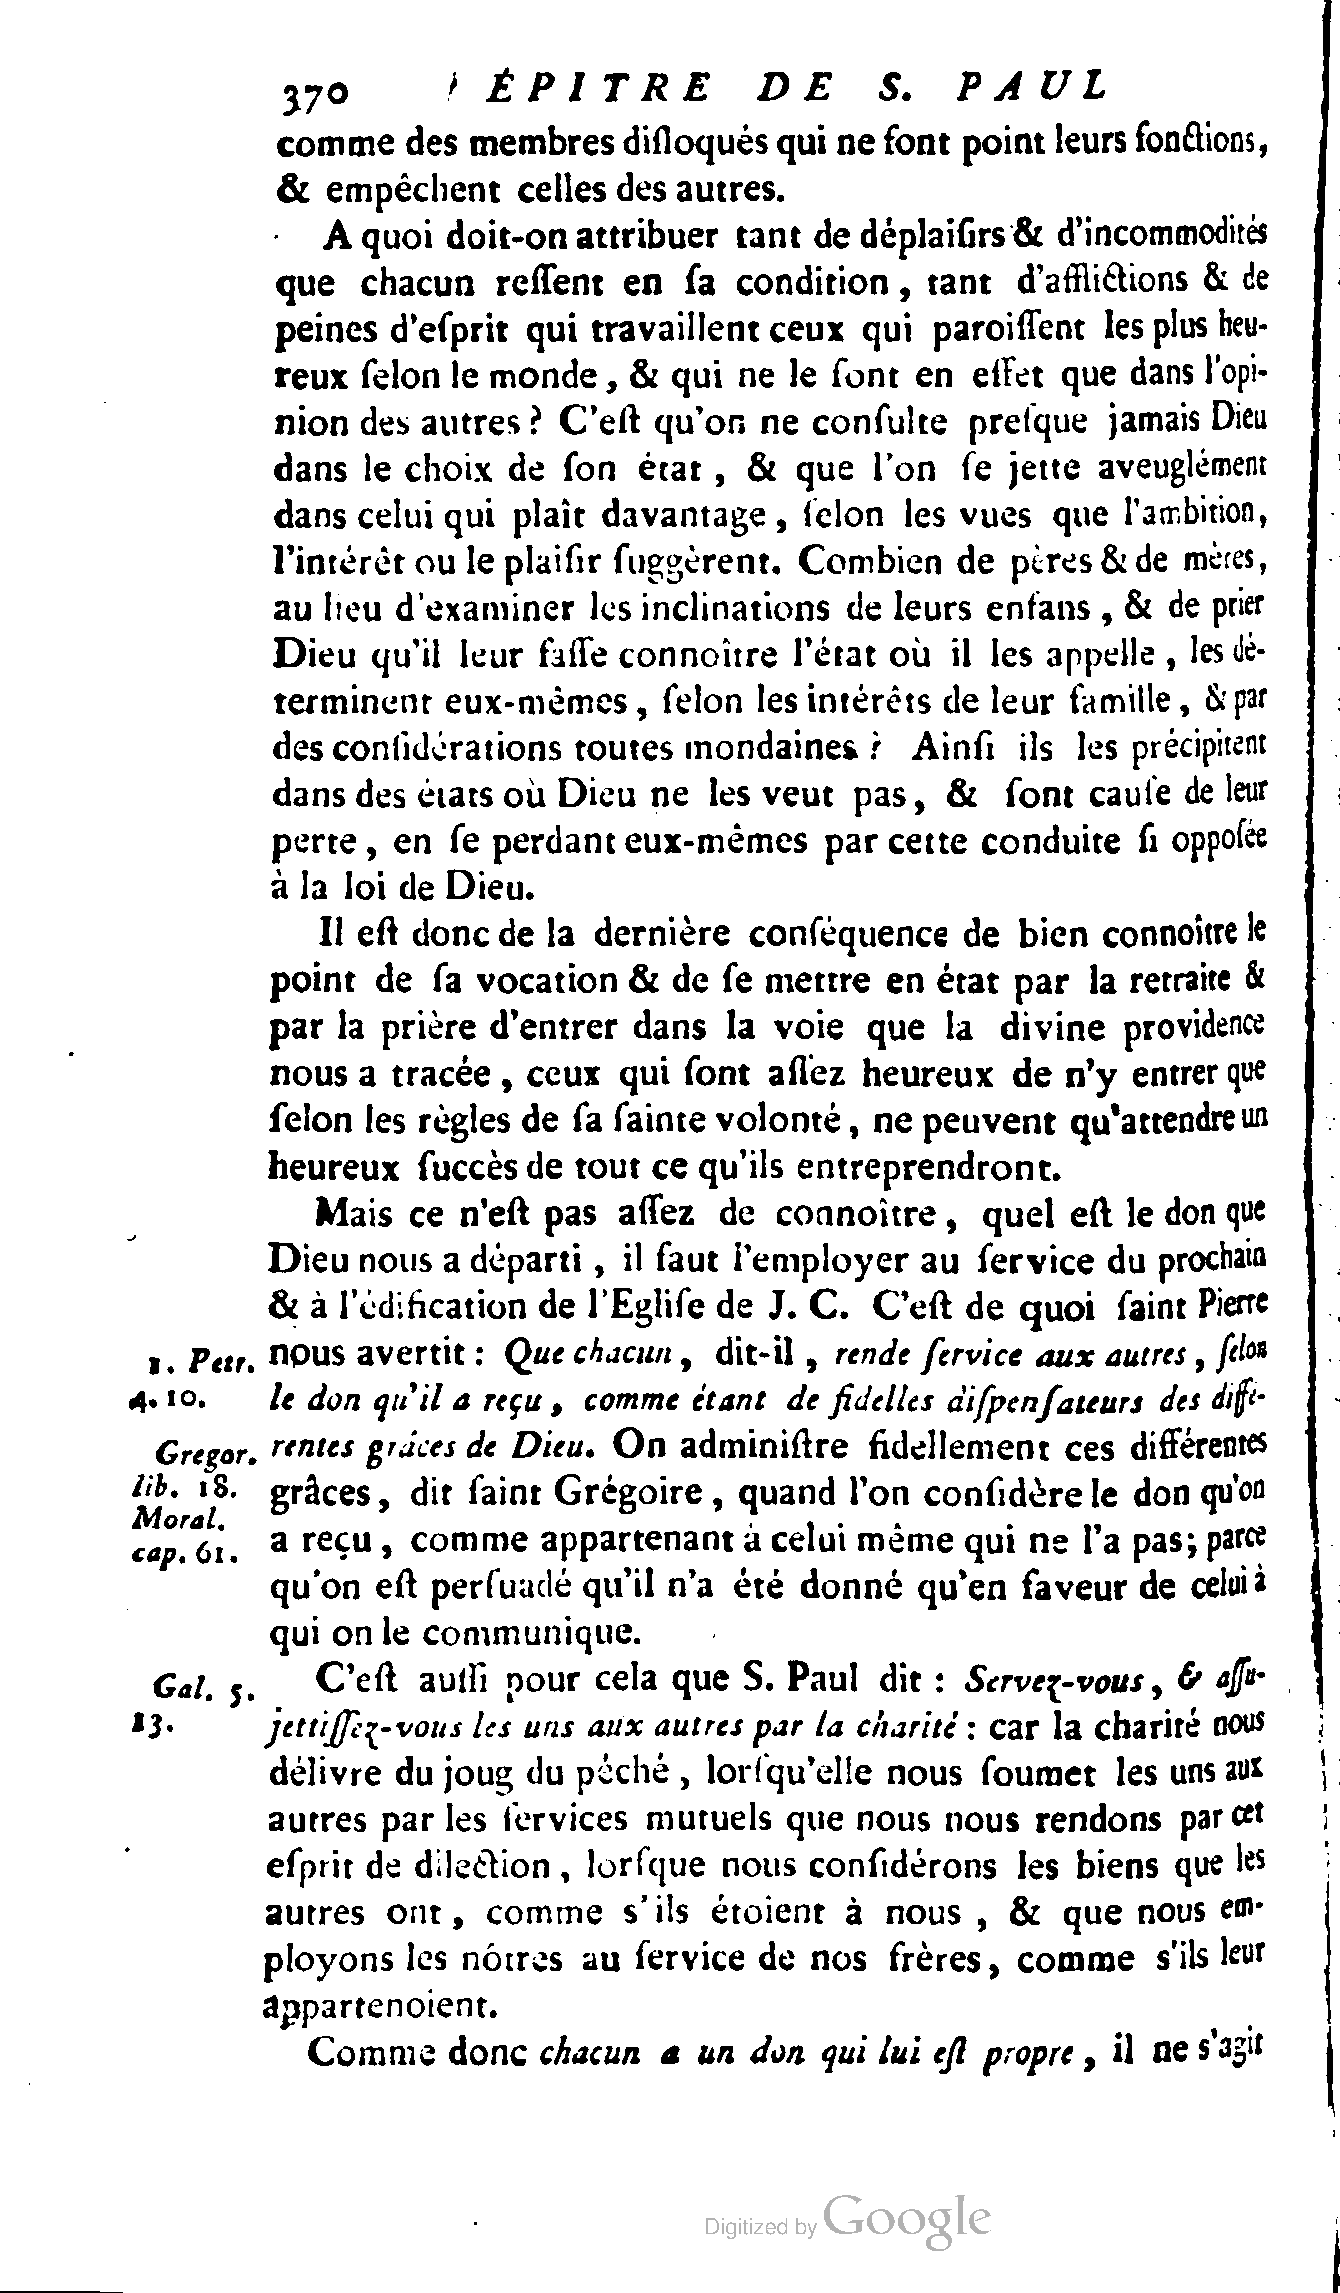 370 ÉPITRE DE S. PAUL
comme des membres diſloqués qui ne font point leurs fonctions,
& empêchent celles des autres.
A quoi doit-on attribuer tant de déplaiſirs & d'incommodités
que chacun reſſent en ſa condition, tant d'afflictions & de
peines d'eſprit qui travaillent ceux qui paroiſſent les plus heu-
reux ſelon le monde, & qui ne le ſont en effet que dans l'opi-
nion des autres? C'eſt qu'on ne conſulte preſque jamais Dieu
dans le choix de ſon état, & que l'on ſe jette aveuglément
dans celui qui plaît davantage, ſelon les vues que l'ambition,
l'intérêt ou le plaiſir ſuggèrent. Combien de pères & de mères,
au lieu d'examiner les inclinations de leurs enfans, & de prier
Dieu qu'il leur faſſe connoître l'état où il les appelle, les dé-
terminent eux-mêmes, ſelon les intérêts de leur famille, & par
des conſidérations toutes mondaines? Ainſi ils les précipitent
dans des états où Dieu ne les veut pas, & ſont cauſe de leur
perte, en ſe perdant eux-mêmes par cette conduite ſi oppoſée
à la loi de Dieu.
Il eſt donc de la dernière conſéquence de bien connoître le
point de ſa vocation & de ſe mettre en état par la retraite &
par la prière d'entrer dans la voie que la divine providence
nous a tracée, ceux qui ſont aſſez heureux de n'y entrer que
ſelon les règles de ſa ſainte volonté, ne peuvent qu'attendre un
heureux ſuccès de tout ce qu'ils entreprendront.
Mais ce n'eſt pas aſſez de connoître, quel eſt le don que
Dieu nous a départi, il faut l'employer au ſervice du prochain
& à l'édification de l'Egliſe de J. C. C'eſt de quoi ſaint Pierre
1. Petr. nous avertit: Que chacun, dit-il, rende ſervice aux autres, ſelon
4. 10. le don qu'il a reçu, comme étant de fidelles diſpenſateurs des diffé-
Gregor. rentes grâces de Dieu. On adminiſtre fidellement ces différentes
lib. 18. grâces, dit ſaint Grégoire, quand l'on conſidère le don qu'on
Moral.
cap. 61. a reçu, comme appartenant à celui même qui ne l'a pas; parce
qu'on eſt perſuadé qu'il n'a été donné qu'en faveur de celui à
qui on le communique.
Gal. 5. C'eſt auſſi pour cela que S. Paul dit: Servez-vous, & aſſu-
13. jettiſſez-vous les uns aux autres par la charité: car la charité nous
délivre du joug du péché, lorſqu'elle nous ſoumet les uns aux
autres par les ſervices mutuels que nous nous rendons par cet
eſprit de dilection, lorſque nous conſidérons les biens que les
autres ont, comme s'ils étoient à nous, & que nous em-
ployons les nôtres au ſervice de nos frères, comme s'ils leur
appartenoient.
Comme donc chacun a un don qui lui eſt propre, il ne s'agit
Digitized by Google